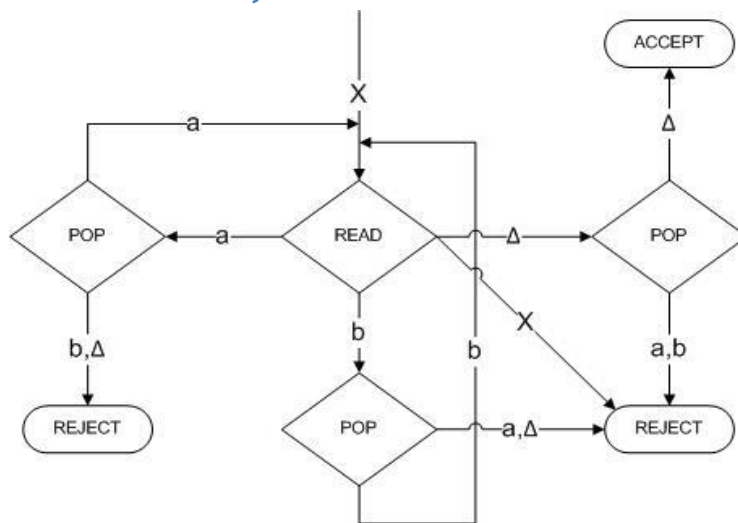 ACCEPT
X
a
Δ
POP
a
READ
Δ
POP
X
b,Δ
b
b
a,b
REJECT
POP
a,Δ
REJECT